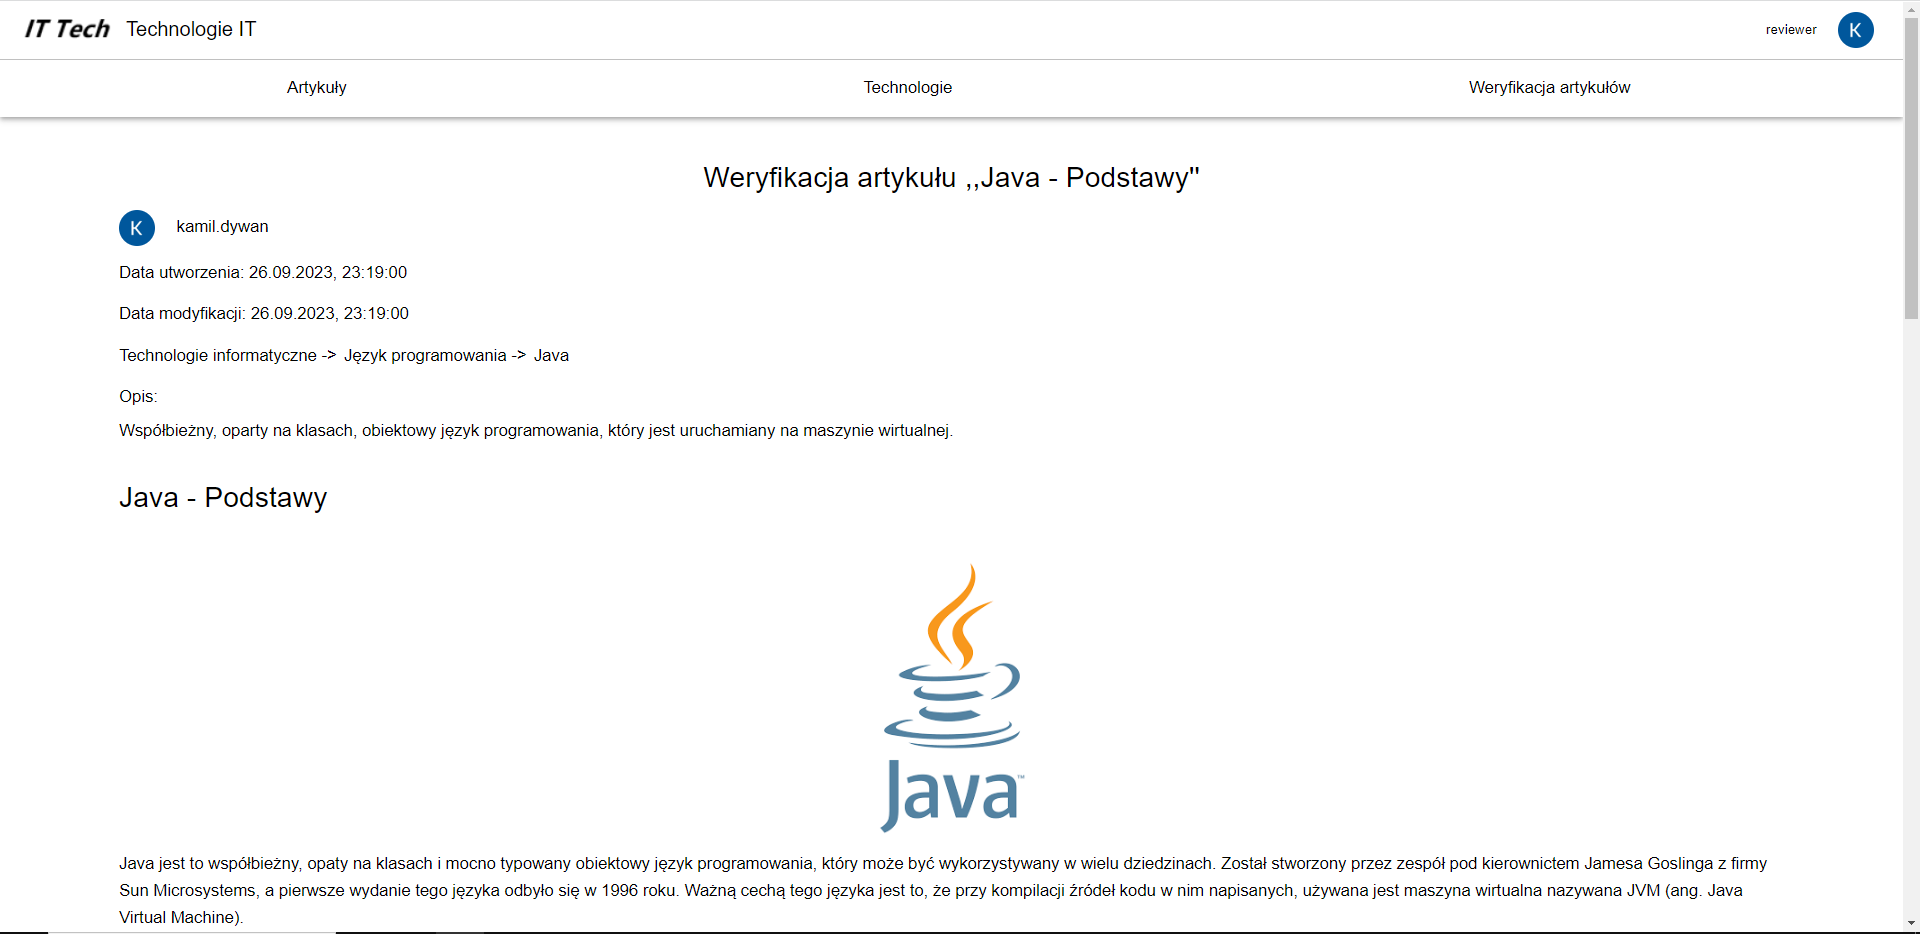 IT Tech Technologie IT reviewer K
Artykuły Technologie Weryfikacja artykułów
Weryfikacja artykułu ,,Java - Podstawy''
K kamil.dywan
Data utworzenia: 26.09.2023, 23:19:00
Data modyfikacji: 26.09.2023, 23:19:00
Technologie informatyczne -> Język programowania -> Java
Opis:
Współbieżny, oparty na klasach, obiektowy język programowania, który jest uruchamiany na maszynie wirtualnej.
Java - Podstawy
Java™
Java jest to współbieżny, opaty na klasach i mocno typowany obiektowy język programowania, który może być wykorzystywany w wielu dziedzinach. Został stworzony przez zespół pod kierownictem Jamesa Goslinga z firmy
Sun Microsystems, a pierwsze wydanie tego języka odbyło się w 1996 roku. Ważną cechą tego języka jest to, że przy kompilacji źródeł kodu w nim napisanych, używana jest maszyna wirtualna nazywana JVM (ang. Java
Virtual Machine).